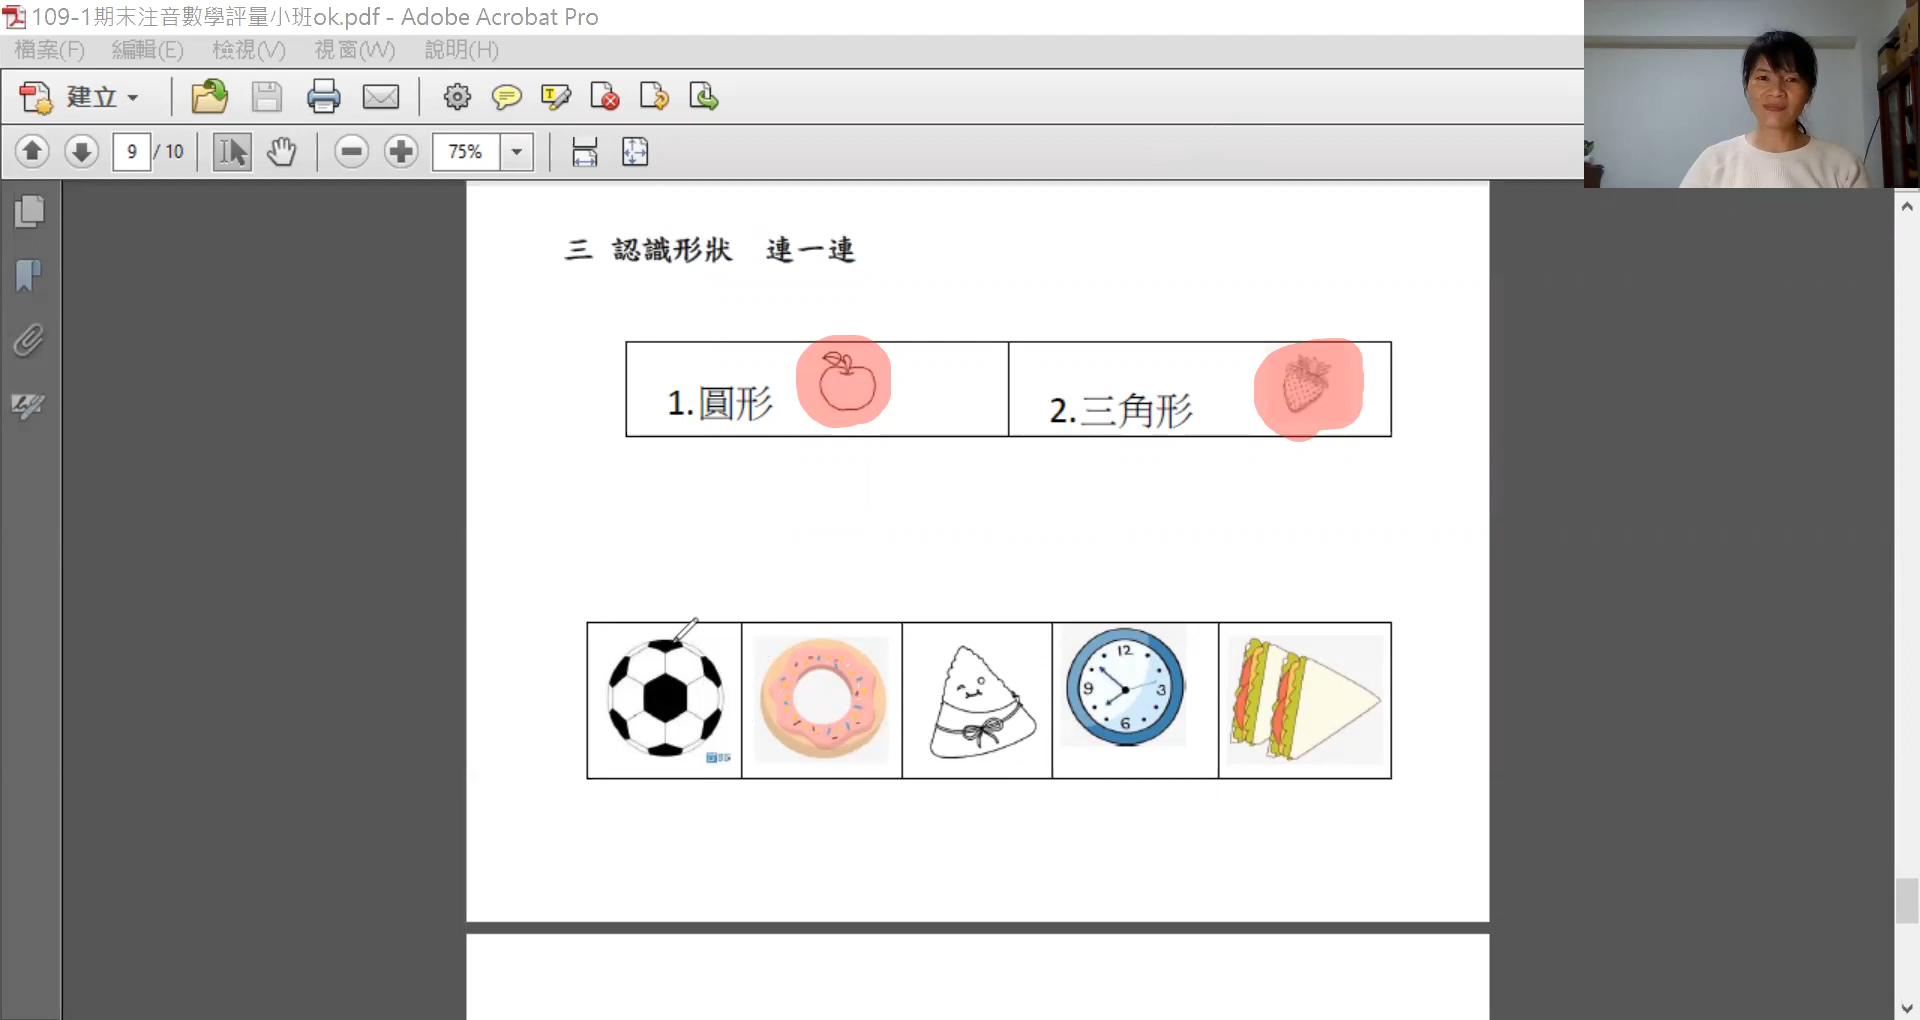 109-1期末注音數學評量小班ok.pdf - Adobe Acrobat Pro
檔案(F) 編輯(E) 檢視(V) 視窗(W) 說明(H)
建立
9 / 10 75%
三 認識形狀 連一連
1.圓形
2.三角形
12
9 3
6